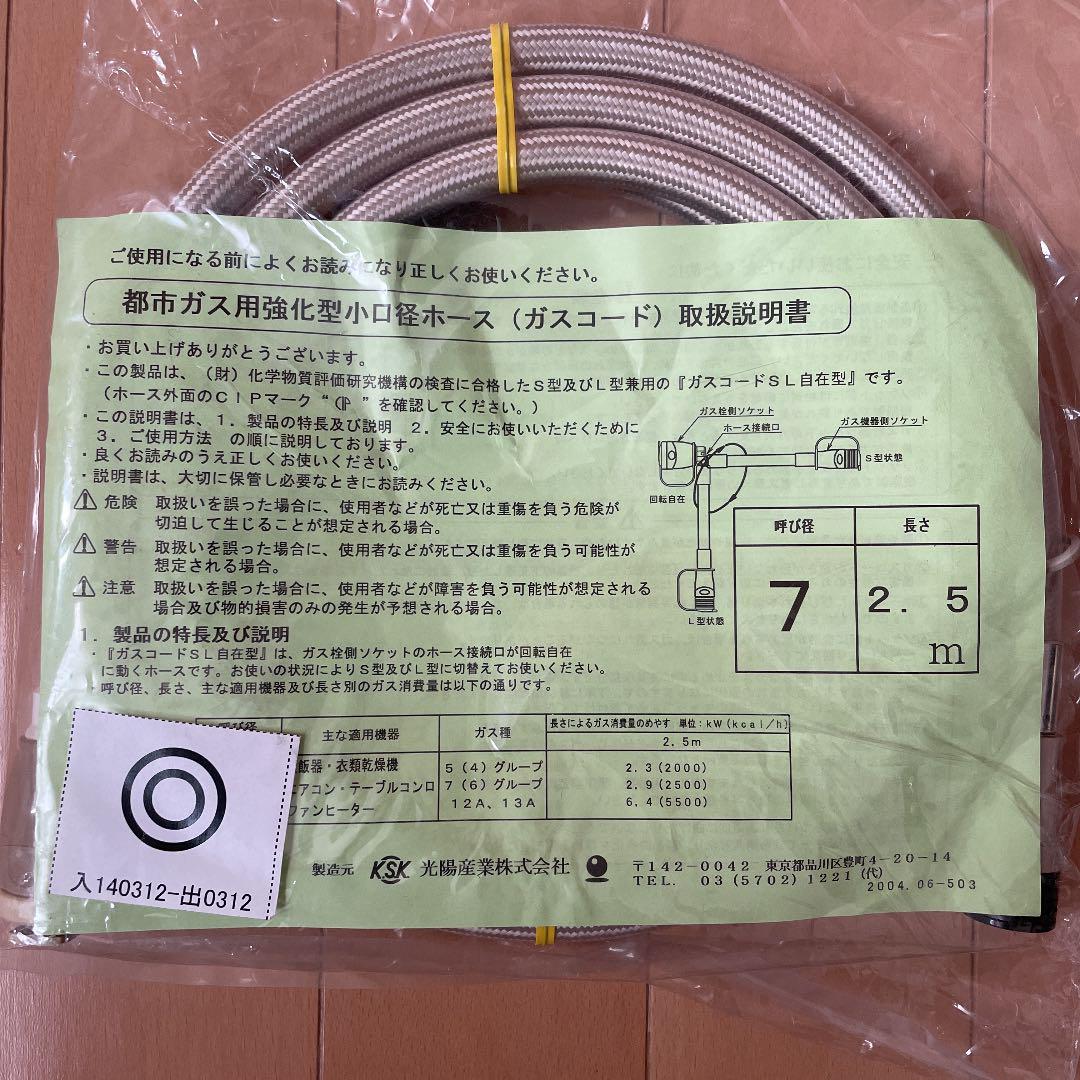 ご使用になる前によくお読みになり正しくお使いください。
都市ガス用強化型小口径ホース（ガスコード）取扱説明書
・お買い上げありがとうございます。
・この製品は、（財）化学物質評価研究機構の検査に合格したＳ型及びＬ型兼用の『ガスコードＳＬ自在型』です。
（ホース外面のＣＩＰマーク“ ”を確認してください。）
・この説明書は、１．製品の特長及び説明　２．安全にお使いいただくために
３．ご使用方法　の順に説明しております。
・良くお読みのうえ正しくお使いください。
・説明書は、大切に保管し必要なときにお読みください。
ガス栓側ソケット
ホース接続口
ガス機器側ソケット
Ｓ型状態
回転自在
Ｌ型状態
⚠ 危険　取扱いを誤った場合に、使用者などが死亡又は重傷を負う危険が
切迫して生じることが想定される場合。
⚠ 警告　取扱いを誤った場合に、使用者などが死亡又は重傷を負う可能性が
想定される場合。
⚠ 注意　取扱いを誤った場合に、使用者などが障害を負う可能性が想定される
場合及び物的損害のみの発生が予想される場合。
呼び径　長さ
７　２．５ｍ
１．製品の特長及び説明
・『ガスコードＳＬ自在型』は、ガス栓側ソケットのホース接続口が回転自在
に動くホースです。お使いの状況によりＳ型及びＬ型に切替えてお使いください。
・呼び径、長さ、主な適用機器及び長さ別のガス消費量は以下の通りです。
呼び径　主な適用機器　ガス種　長さによるガス消費量のめやす　単位：ｋＷ（ｋｃａｌ／ｈ）
２．５ｍ
飯器・衣類乾燥機　５（４）グループ　２．３（２０００）
エアコン・テーブルコンロ　７（６）グループ　２．９（２５００）
ファンヒーター　１２Ａ、１３Ａ　６．４（５５００）
製造元　KSK　光陽産業株式会社　〒１４２－００４２　東京都品川区豊町４－２０－１４
ＴＥＬ．　０３（５７０２）１２２１（代）
２００４．０６－５０３
入140312-出0312